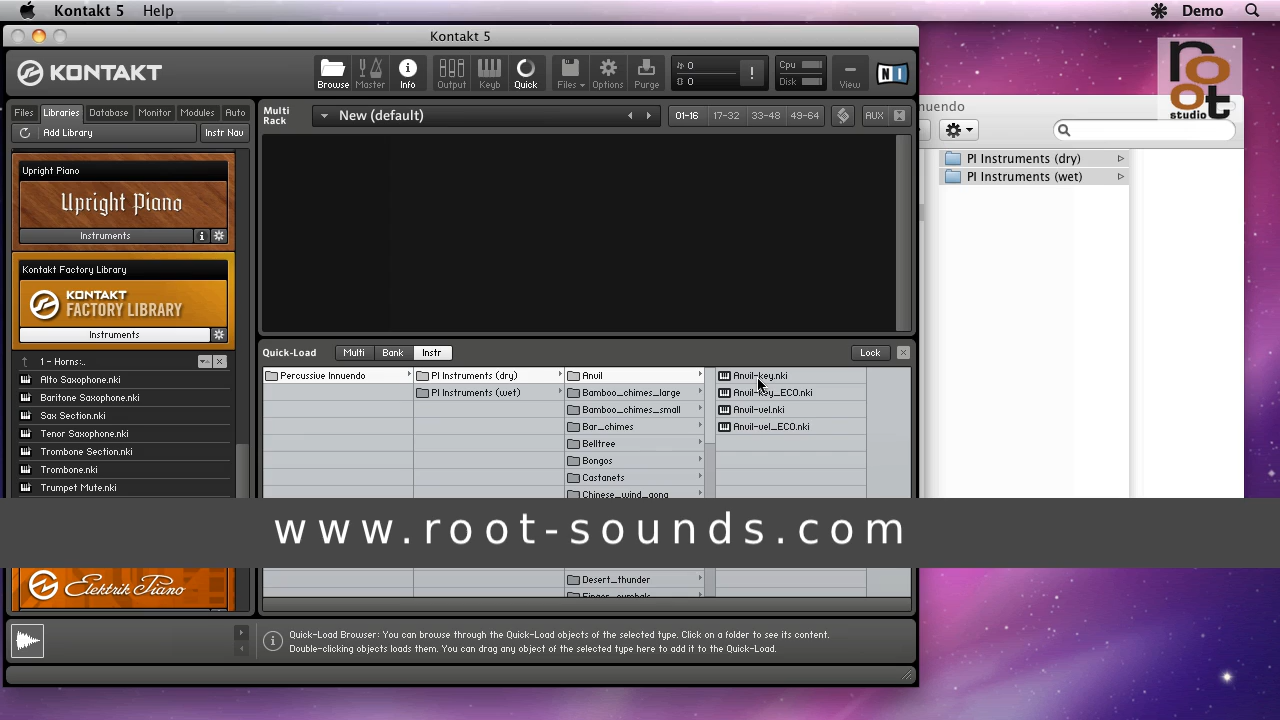 Kontakt 5 Help
Demo
Kontakt 5
KONTAKT
Browse Master Info Output Keyb Quick Files Options Purge
0
0
!
Cpu
Disk
View
NI
root
studio
nuendo
Files Libraries Database Monitor Modules Auto
Add Library Instr Nav
Multi
Rack
New (default)
01-16 17-32 33-48 49-64 AUX
Upright Piano
Upright Piano
Instruments
Kontakt Factory Library
KONTAKT
FACTORY LIBRARY
Instruments
1 - Horns:..
Alto Saxophone.nki
Baritone Saxophone.nki
Sax Section.nki
Tenor Saxophone.nki
Trombone Section.nki
Trombone.nki
Trumpet Mute.nki
Elektrik Piano
PI Instruments (dry)
PI Instruments (wet)
Quick-Load Multi Bank Instr Lock
Percussive Innuendo
PI Instruments (dry)
PI Instruments (wet)
Anvil
Bamboo_chimes_large
Bamboo_chimes_small
Bar_chimes
Belltree
Bongos
Castanets
Chinese_wind_gong
Desert_thunder
Anvil-key.nki
Anvil-key_ECO.nki
Anvil-vel.nki
Anvil-vel_ECO.nki
www.root-sounds.com
Quick-Load Browser: You can browse through the Quick-Load objects of the selected type. Click on a folder to see its content.
Double-clicking objects loads them. You can drag any object of the selected type here to add it to the Quick-Load.